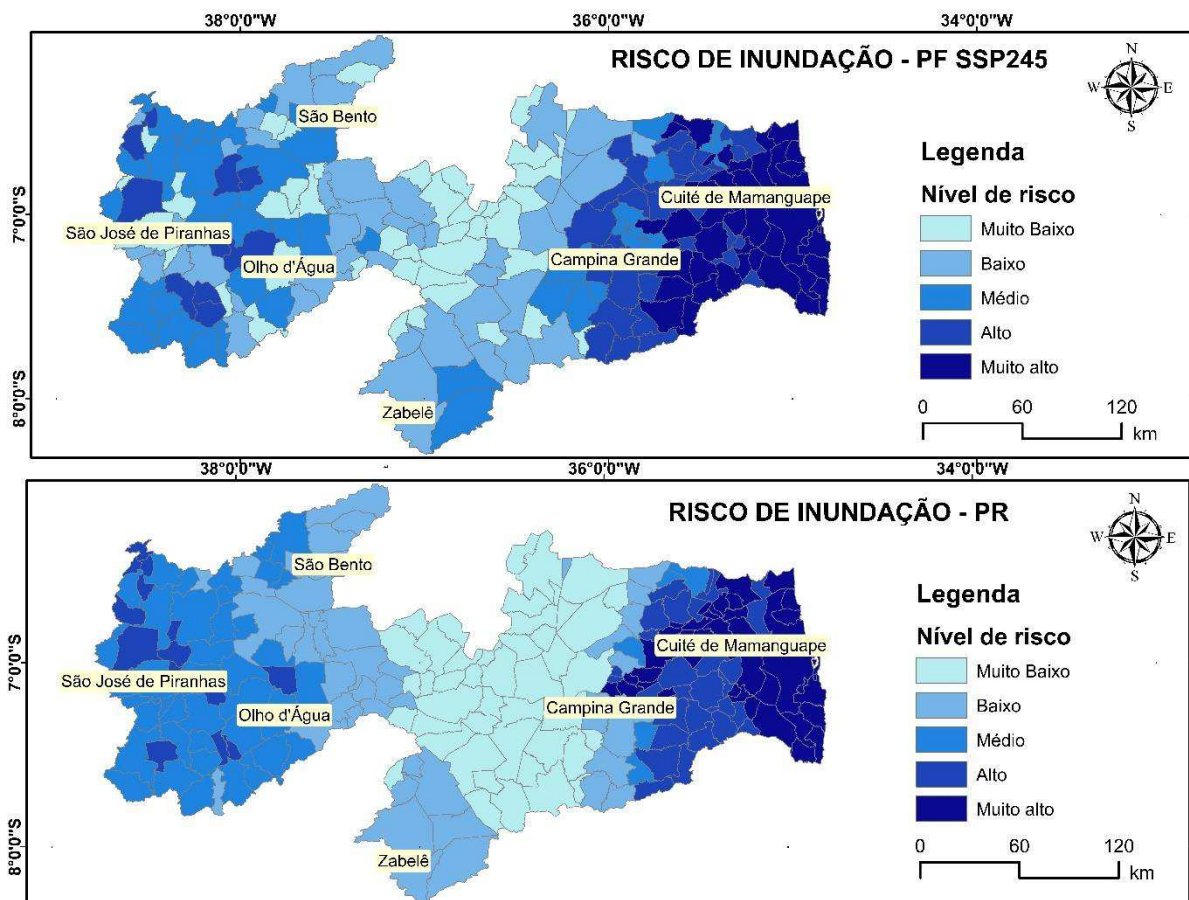 38°0'0"W 36°0'0"W 34°0'0"W
RISCO DE INUNDAÇÃO - PF SSP245
N
W E
S
7°0'0"S
8°0'0"S
São Bento
São José de Piranhas
Olho d'Água
Zabelê
Campina Grande
Cuité de Mamanguape
Legenda
Nível de risco
Muito Baixo
Baixo
Médio
Alto
Muito alto
0 60 120
km
38°0'0"W 36°0'0"W 34°0'0"W
RISCO DE INUNDAÇÃO - PR
N
W E
S
7°0'0"S
8°0'0"S
São Bento
São José de Piranhas
Olho d'Água
Zabelê
Campina Grande
Cuité de Mamanguape
Legenda
Nível de risco
Muito Baixo
Baixo
Médio
Alto
Muito alto
0 60 120
km